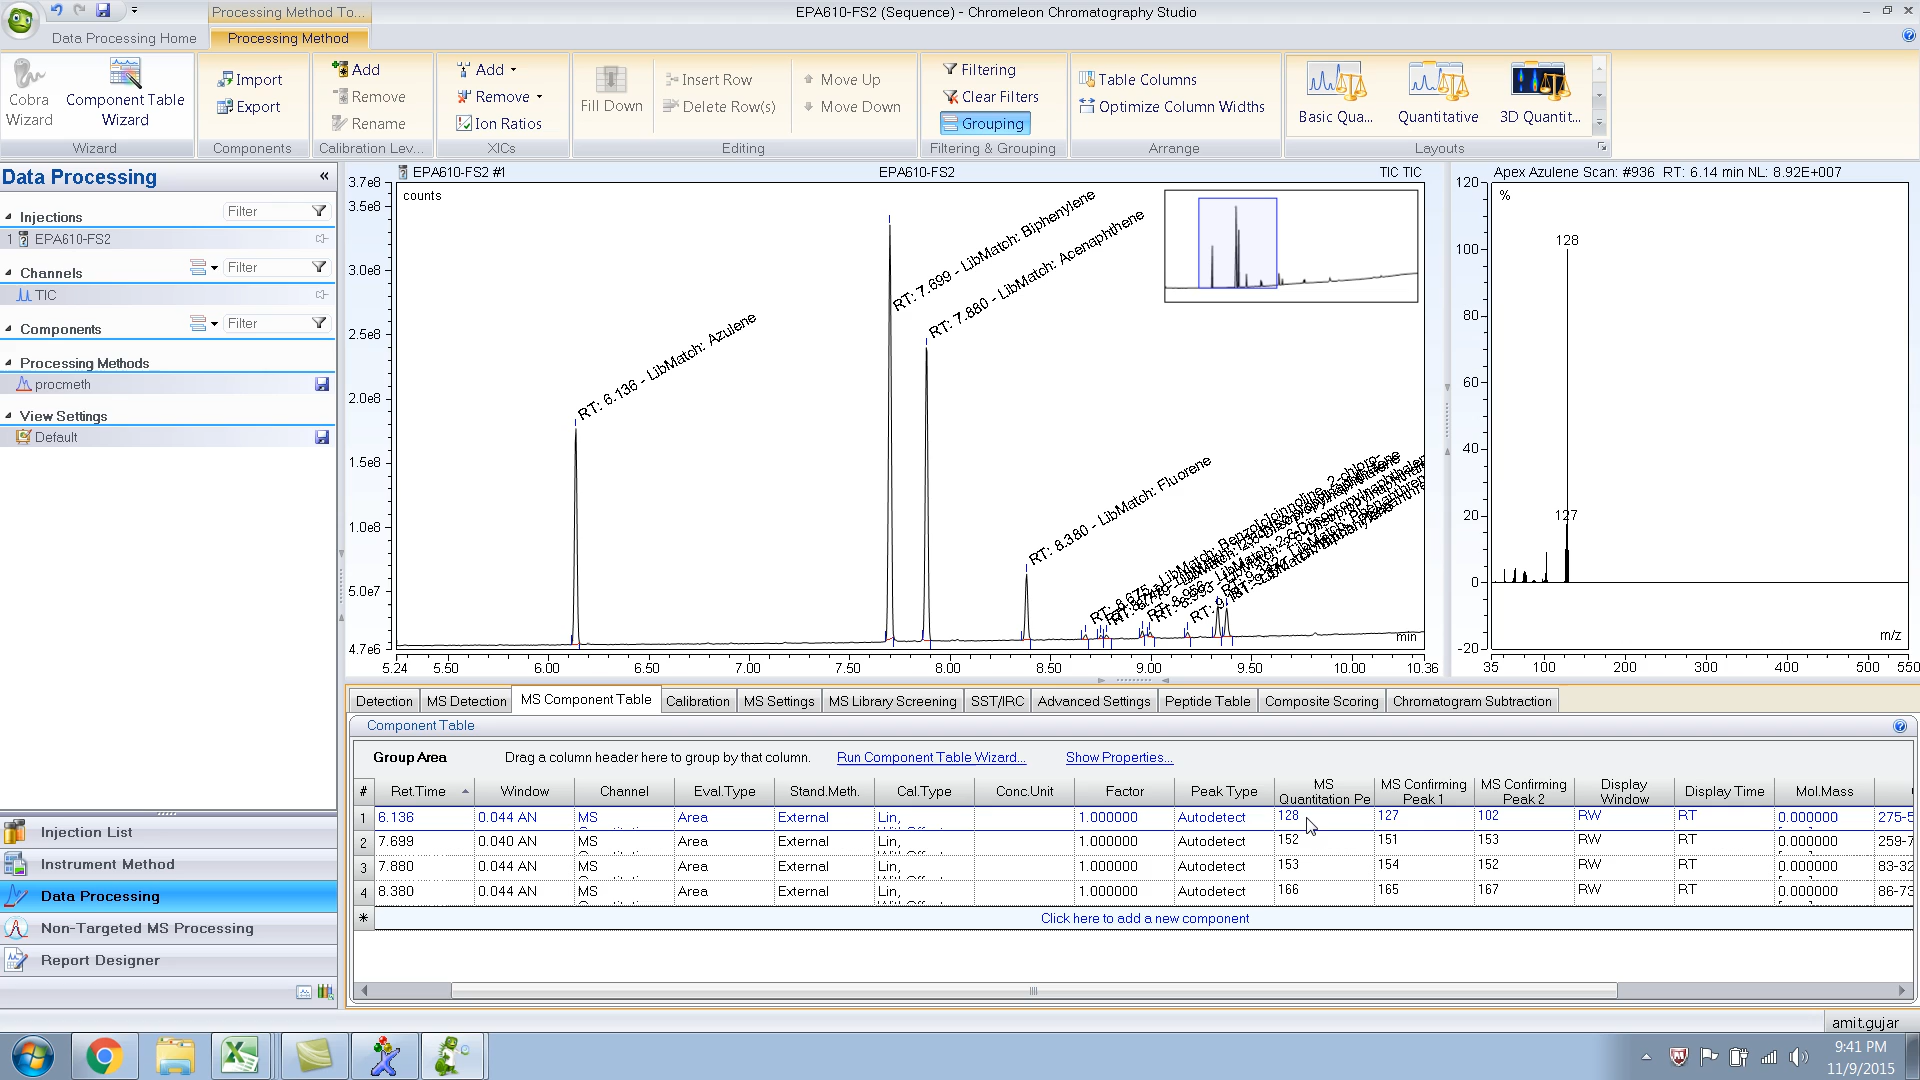 Processing Method To...
EPA610-FS2 (Sequence) - Chromeleon Chromatography Studio
Data Processing Home
Processing Method
Cobra Wizard
Component Table Wizard
Wizard
Import
Export
Components
Add
Remove
Rename
Calibration Lev...
Add
Remove
Ion Ratios
XICs
Fill Down
Insert Row
Delete Row(s)
Move Up
Move Down
Editing
Filtering
Clear Filters
Grouping
Filtering & Grouping
Table Columns
Optimize Column Widths
Arrange
Basic Qua...
Quantitative
3D Quantit...
Layouts
Data Processing
Injections
Filter
1 EPA610-FS2
Channels
Filter
TIC
Components
Filter
Processing Methods
procmeth
View Settings
Default
Injection List
Instrument Method
Data Processing
Non-Targeted MS Processing
Report Designer
EPA610-FS2 #1
EPA610-FS2
TIC TIC
counts
3.7e8
3.5e8
3.0e8
2.5e8
2.0e8
1.5e8
1.0e8
5.0e7
4.7e6
RT: 6.136 - LibMatch: Azulene
RT: 7.699 - LibMatch: Biphenylene
RT: 7.880 - LibMatch: Acenaphthene
RT: 8.380 - LibMatch: Fluorene
min
5.24 5.50 6.00 6.50 7.00 7.50 8.00 8.50 9.00 9.50 10.00 10.36
Apex Azulene Scan: #936 RT: 6.14 min NL: 8.92E+007
%
120
100
80
60
40
20
0
-20
128
127
m/z
35 100 200 300 400 500 550
Detection
MS Detection
MS Component Table
Calibration
MS Settings
MS Library Screening
SST/IRC
Advanced Settings
Peptide Table
Composite Scoring
Chromatogram Subtraction
Component Table
Group Area
Drag a column header here to group by that column.
Run Component Table Wizard...
Show Properties...
# Ret.Time Window Channel Eval.Type Stand.Meth. Cal.Type Conc.Unit Factor Peak Type MS Quantitation Pe MS Confirming Peak 1 MS Confirming Peak 2 Display Window Display Time Mol.Mass
1 6.136 0.044 AN MS Area External Lin, 1.000000 Autodetect 128 127 102 RW RT 0.000000 275-5
2 7.699 0.040 AN MS Area External Lin, 1.000000 Autodetect 152 151 153 RW RT 0.000000 259-7
3 7.880 0.044 AN MS Area External Lin, 1.000000 Autodetect 153 154 152 RW RT 0.000000 83-32
4 8.380 0.044 AN MS Area External Lin, 1.000000 Autodetect 166 165 167 RW RT 0.000000 86-73
* Click here to add a new component
amit.gujar
9:41 PM
11/9/2015